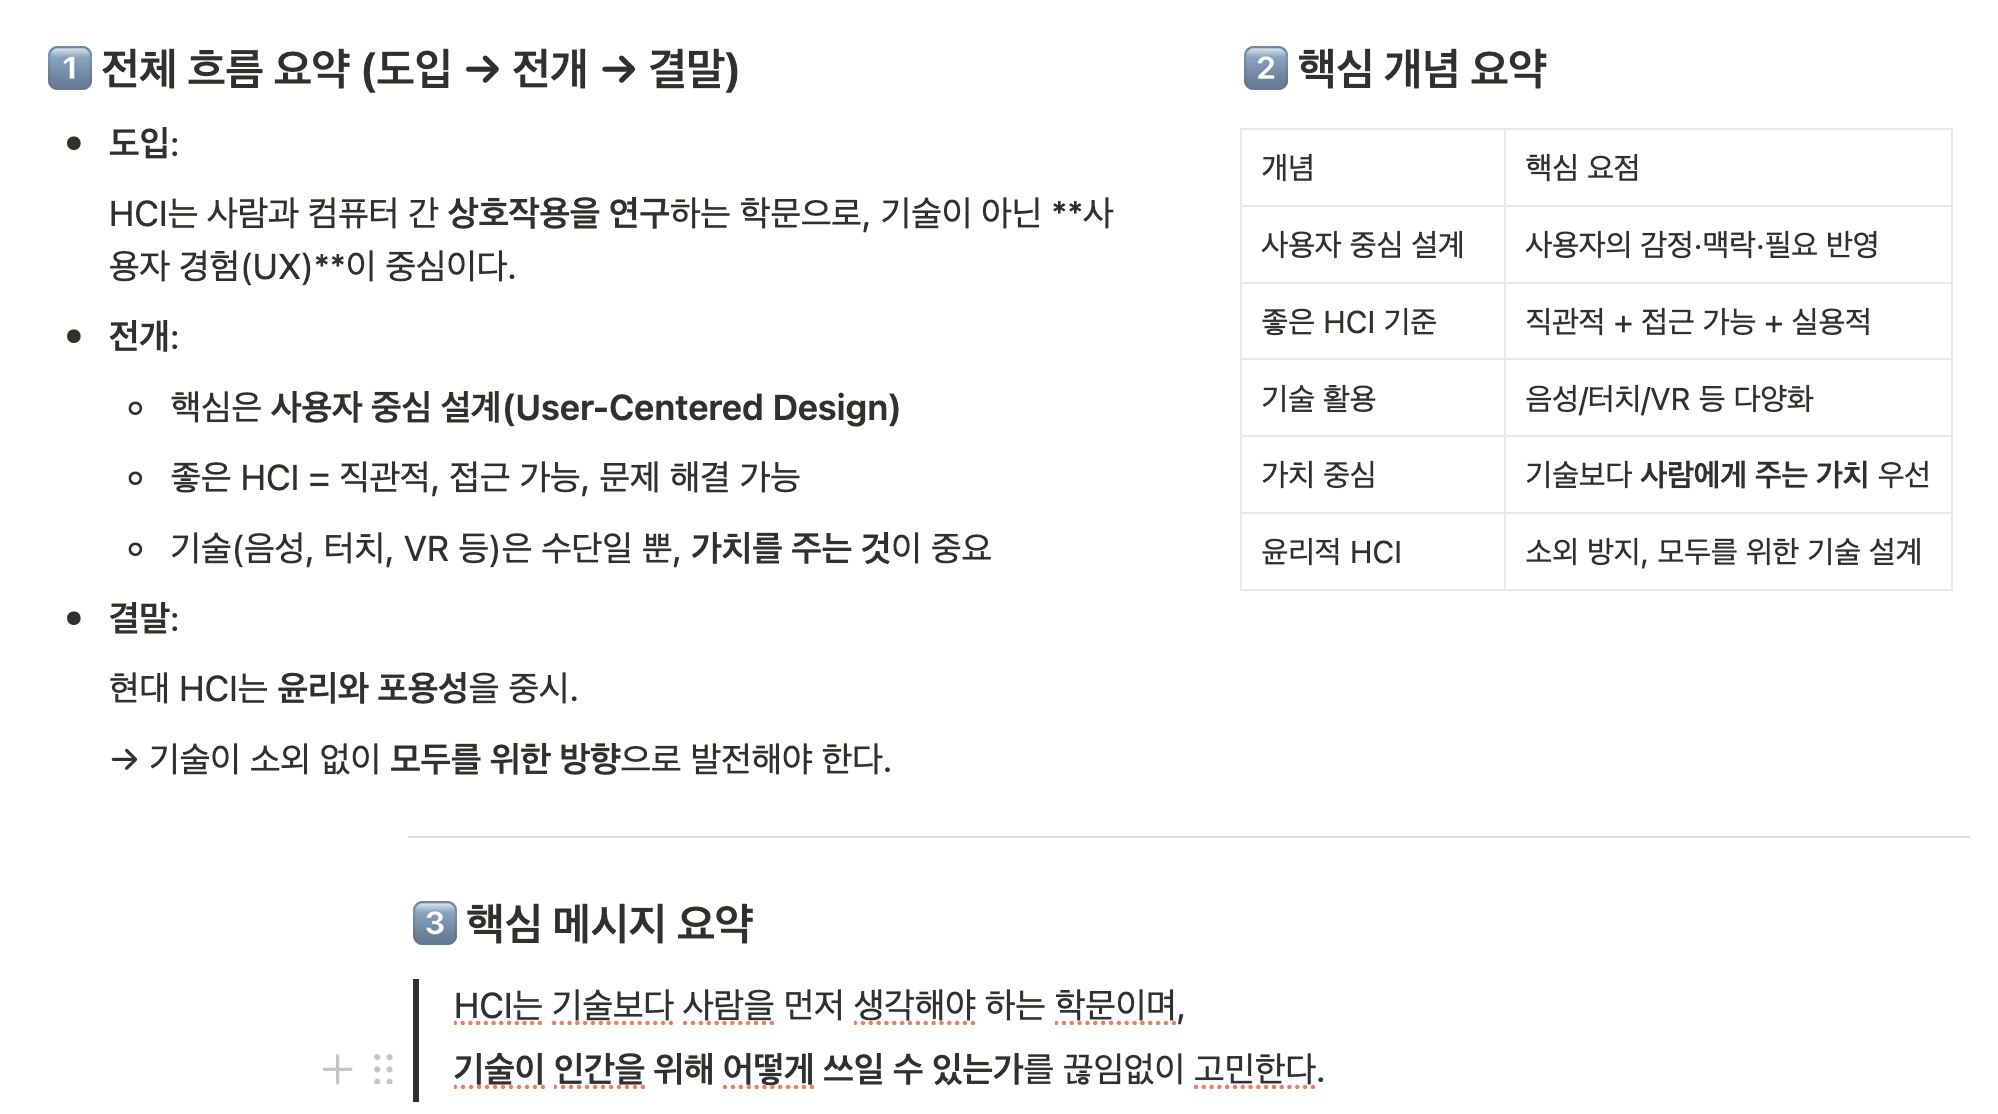 1 전체 흐름 요약 (도입 → 전개 → 결말)
• 도입:
HCI는 사람과 컴퓨터 간 상호작용을 연구하는 학문으로, 기술이 아닌 **사
용자 경험(UX)**이 중심이다.
• 전개:
◦ 핵심은 사용자 중심 설계(User-Centered Design)
◦ 좋은 HCI = 직관적, 접근 가능, 문제 해결 가능
◦ 기술(음성, 터치, VR 등)은 수단일 뿐, 가치를 주는 것이 중요
• 결말:
현대 HCI는 윤리와 포용성을 중시.
→ 기술이 소외 없이 모두를 위한 방향으로 발전해야 한다.
2 핵심 개념 요약
개념 핵심 요점
사용자 중심 설계 사용자의 감정·맥락·필요 반영
좋은 HCI 기준 직관적 + 접근 가능 + 실용적
기술 활용 음성/터치/VR 등 다양화
가치 중심 기술보다 사람에게 주는 가치 우선
윤리적 HCI 소외 방지, 모두를 위한 기술 설계
3 핵심 메시지 요약
HCI는 기술보다 사람을 먼저 생각해야 하는 학문이며,
기술이 인간을 위해 어떻게 쓰일 수 있는가를 끊임없이 고민한다.